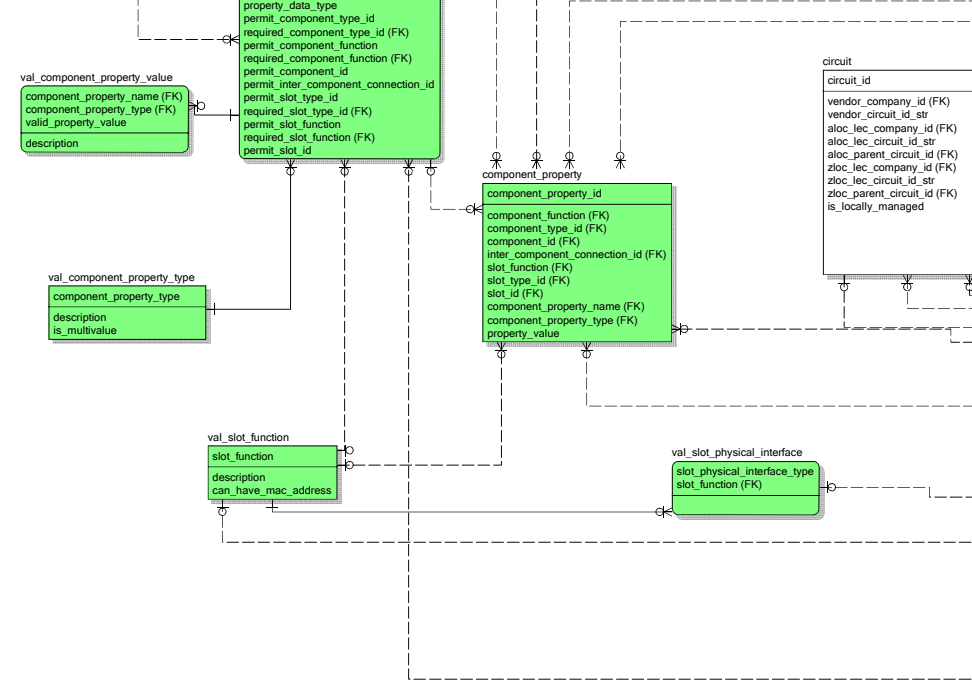 property_data_type
permit_component_type_id
required_component_type_id (FK)
permit_component_function
required_component_function (FK)
permit_component_id
permit_inter_component_connection_id
permit_slot_type_id
required_slot_type_id (FK)
permit_slot_function
required_slot_function (FK)
permit_slot_id
val_component_property_value
component_property_name (FK)
component_property_type (FK)
valid_property_value
description
circuit
circuit_id
vendor_company_id (FK)
vendor_circuit_id_str
aloc_lec_company_id (FK)
aloc_lec_circuit_id_str
aloc_parent_circuit_id (FK)
zloc_lec_company_id (FK)
zloc_lec_circuit_id_str
zloc_parent_circuit_id (FK)
is_locally_managed
component_property
component_property_id
component_function (FK)
component_type_id (FK)
component_id (FK)
inter_component_connection_id (FK)
slot_function (FK)
slot_type_id (FK)
slot_id (FK)
component_property_name (FK)
component_property_type (FK)
property_value
val_component_property_type
component_property_type
description
is_multivalue
val_slot_function
slot_function
description
can_have_mac_address
val_slot_physical_interface
slot_physical_interface_type
slot_function (FK)